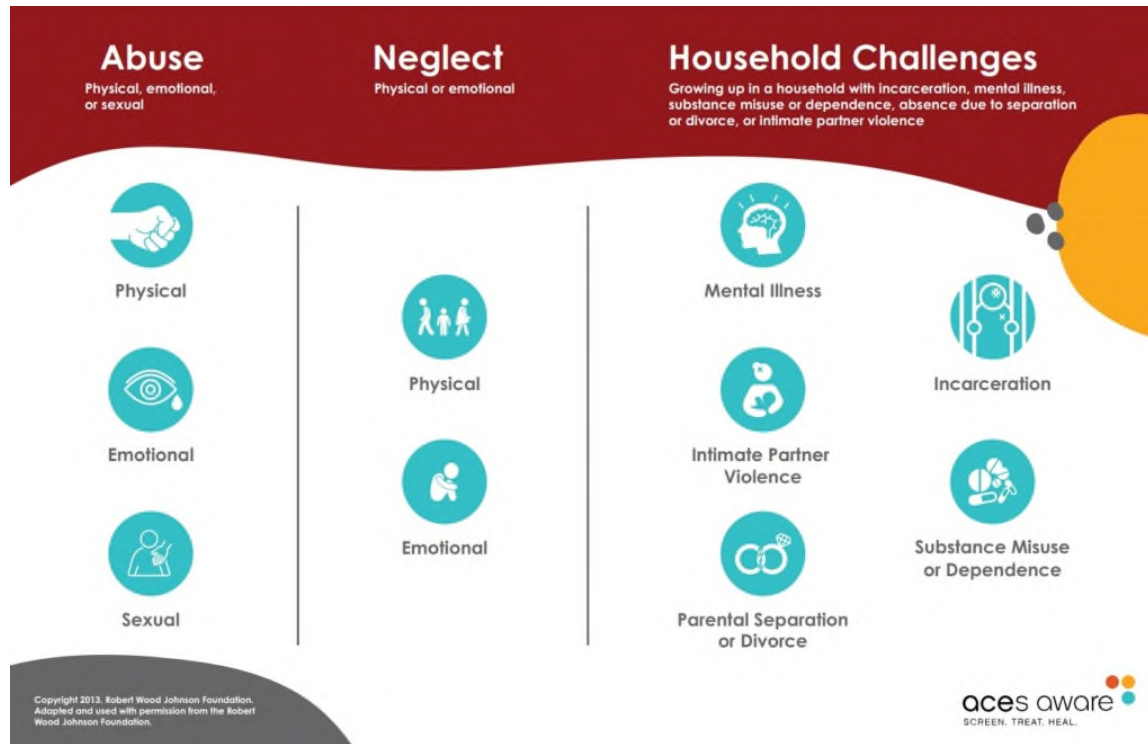 Abuse
Physical, emotional,
or sexual
Physical
Emotional
Sexual
Neglect
Physical or emotional
Physical
Emotional
Household Challenges
Growing up in a household with incarceration, mental illness,
substance misuse or dependence, absence due to separation
or divorce, or intimate partner violence
Mental Illness
Intimate Partner
Violence
Parental Separation
or Divorce
Incarceration
Substance Misuse
or Dependence
Copyright 2013. Robert Wood Johnson Foundation.
Adapted and used with permission from the Robert
Wood Johnson Foundation.
aces aware
SCREEN. TREAT. HEAL.